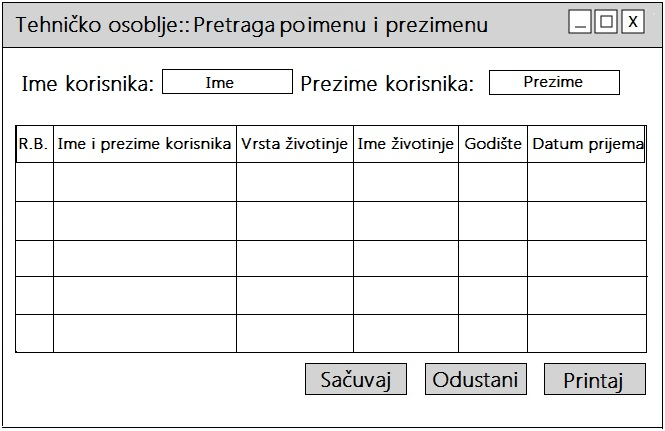 Tehničko osoblje:: Pretraga po imenu i prezimenu _ □ X
Ime korisnika: Ime Prezime korisnika: Prezime
R.B. Ime i prezime korisnika Vrsta životinje Ime životinje Godište Datum prijema
Sačuvaj Odustani Printaj